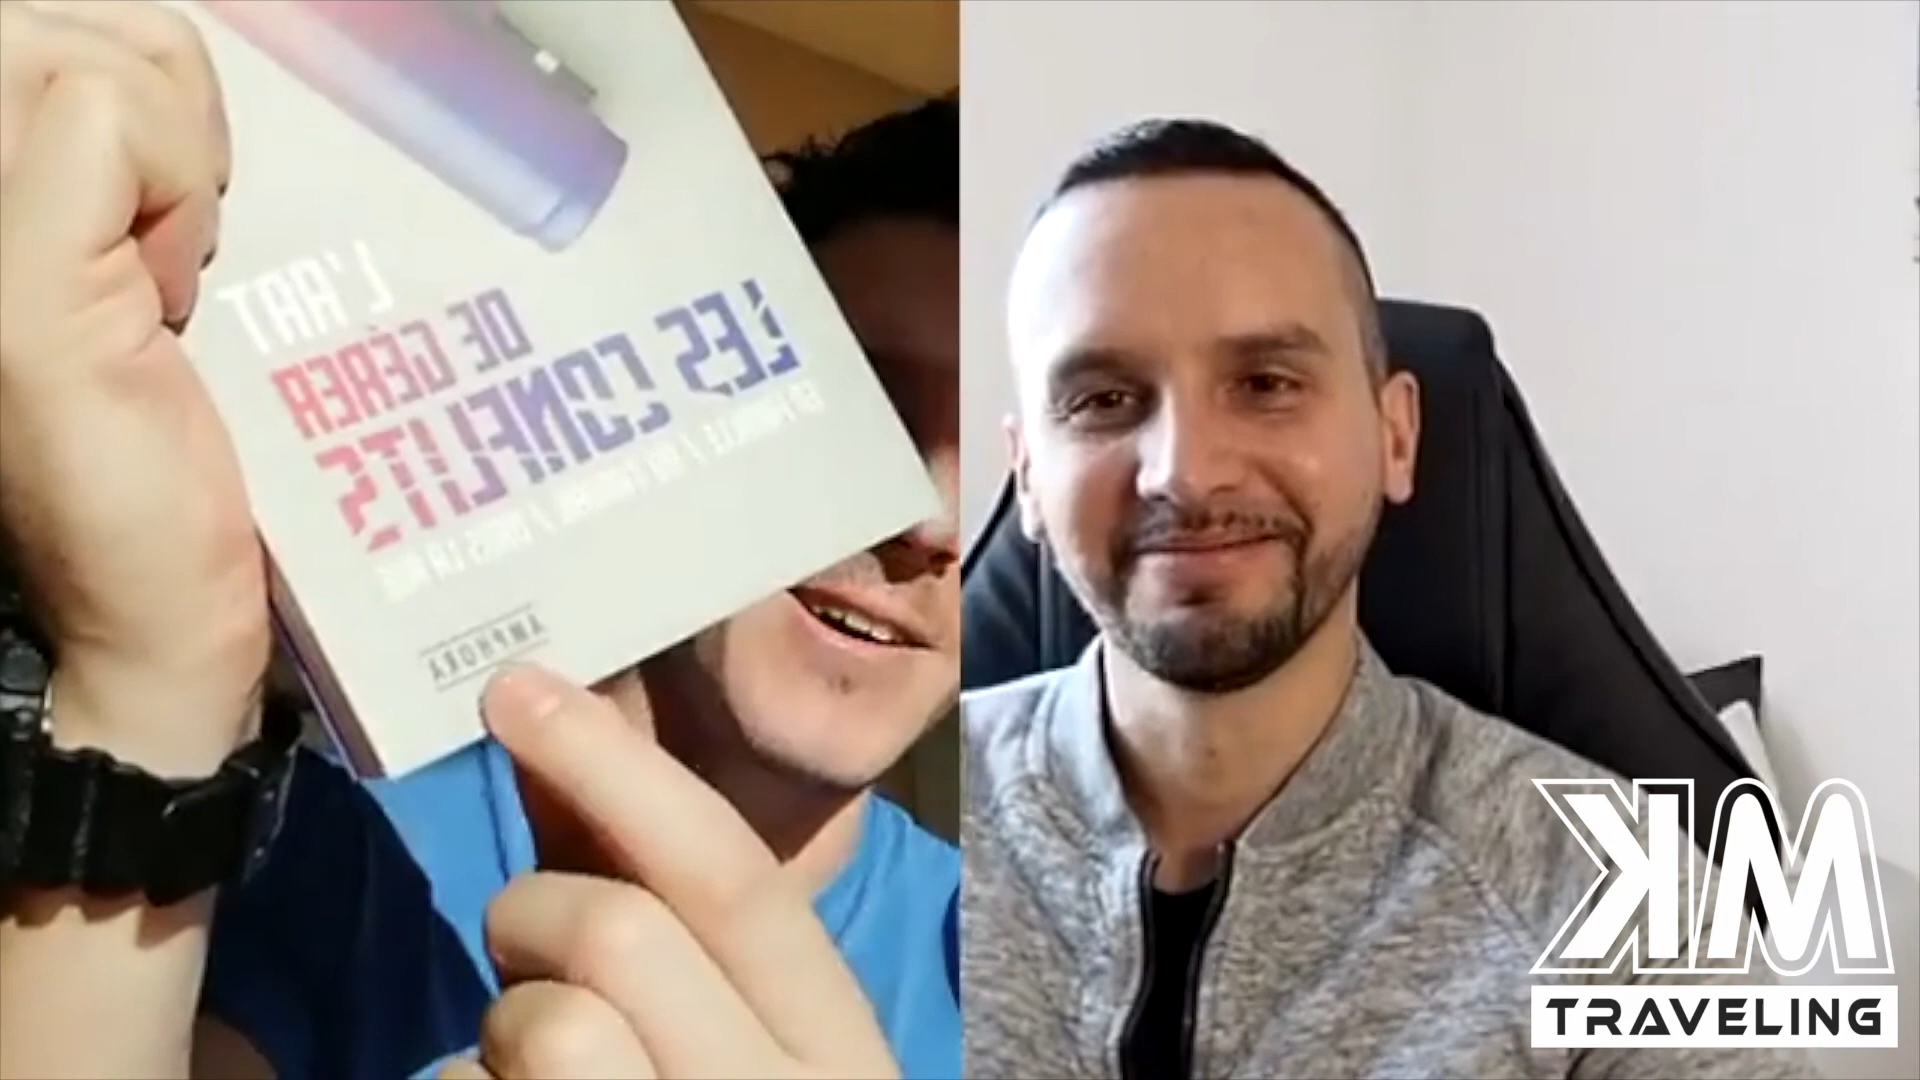 L'ART
DE GÉRER
LES CONFLITS
AMPHORA
KM
TRAVELING